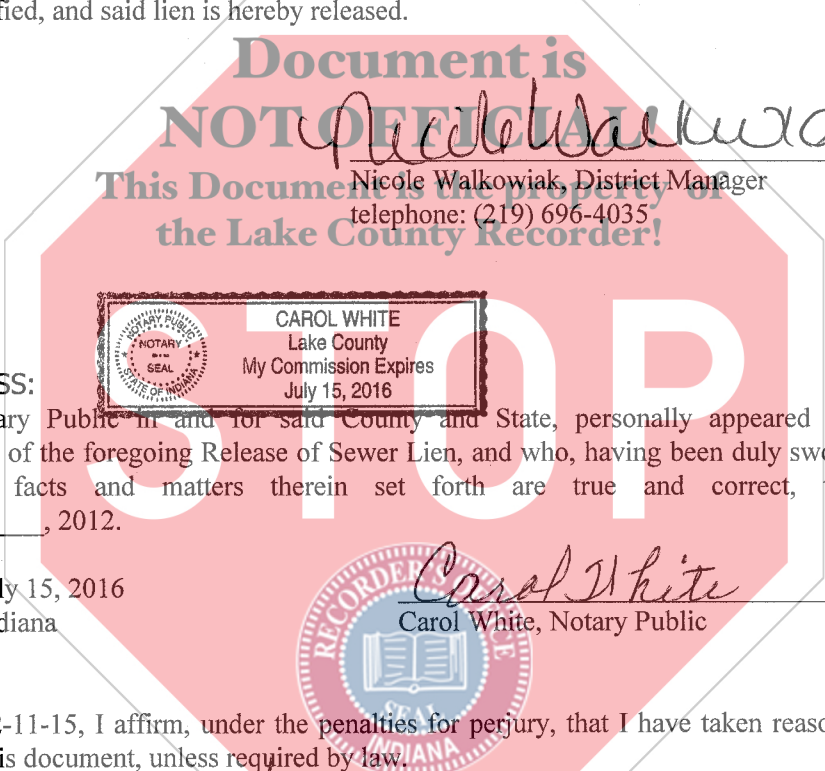 fied, and said lien is hereby released.
Document is
NOT OFFICIAL!
Nicole Walkowiak
This Document is the property of
Nicole Walkowiak, District Manager
telephone: (219) 696-4035
the Lake County Recorder!
STOP
CAROL WHITE
Lake County
My Commission Expires
July 15, 2016
NOTARY PUBLIC
NOTARY
SEAL
STATE OF INDIANA
SS:
ary Public in and for said County and State, personally appeared
of the foregoing Release of Sewer Lien, and who, having been duly swo
facts and matters therein set forth are true and correct,
, 2012.
Carol White
ly 15, 2016
diana
Carol White, Notary Public
RECORDER'S OFFICE
SEAL
INDIANA
2-11-15, I affirm, under the penalties for perjury, that I have taken reaso
is document, unless required by law.